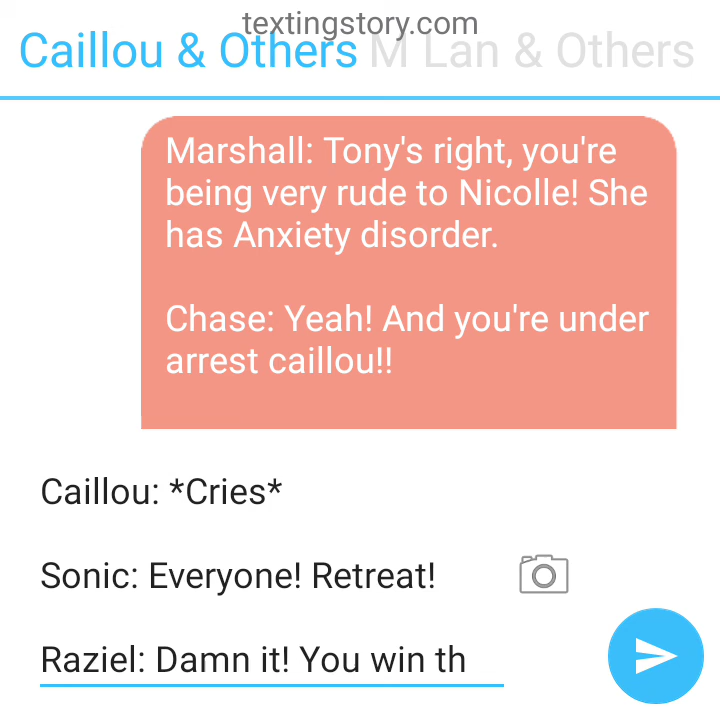 textingstory.com
Caillou & Others M Lan & Others
Marshall: Tony's right, you're
being very rude to Nicolle! She
has Anxiety disorder.
Chase: Yeah! And you're under
arrest caillou!!
Caillou: *Cries*
Sonic: Everyone! Retreat!
Raziel: Damn it! You win th